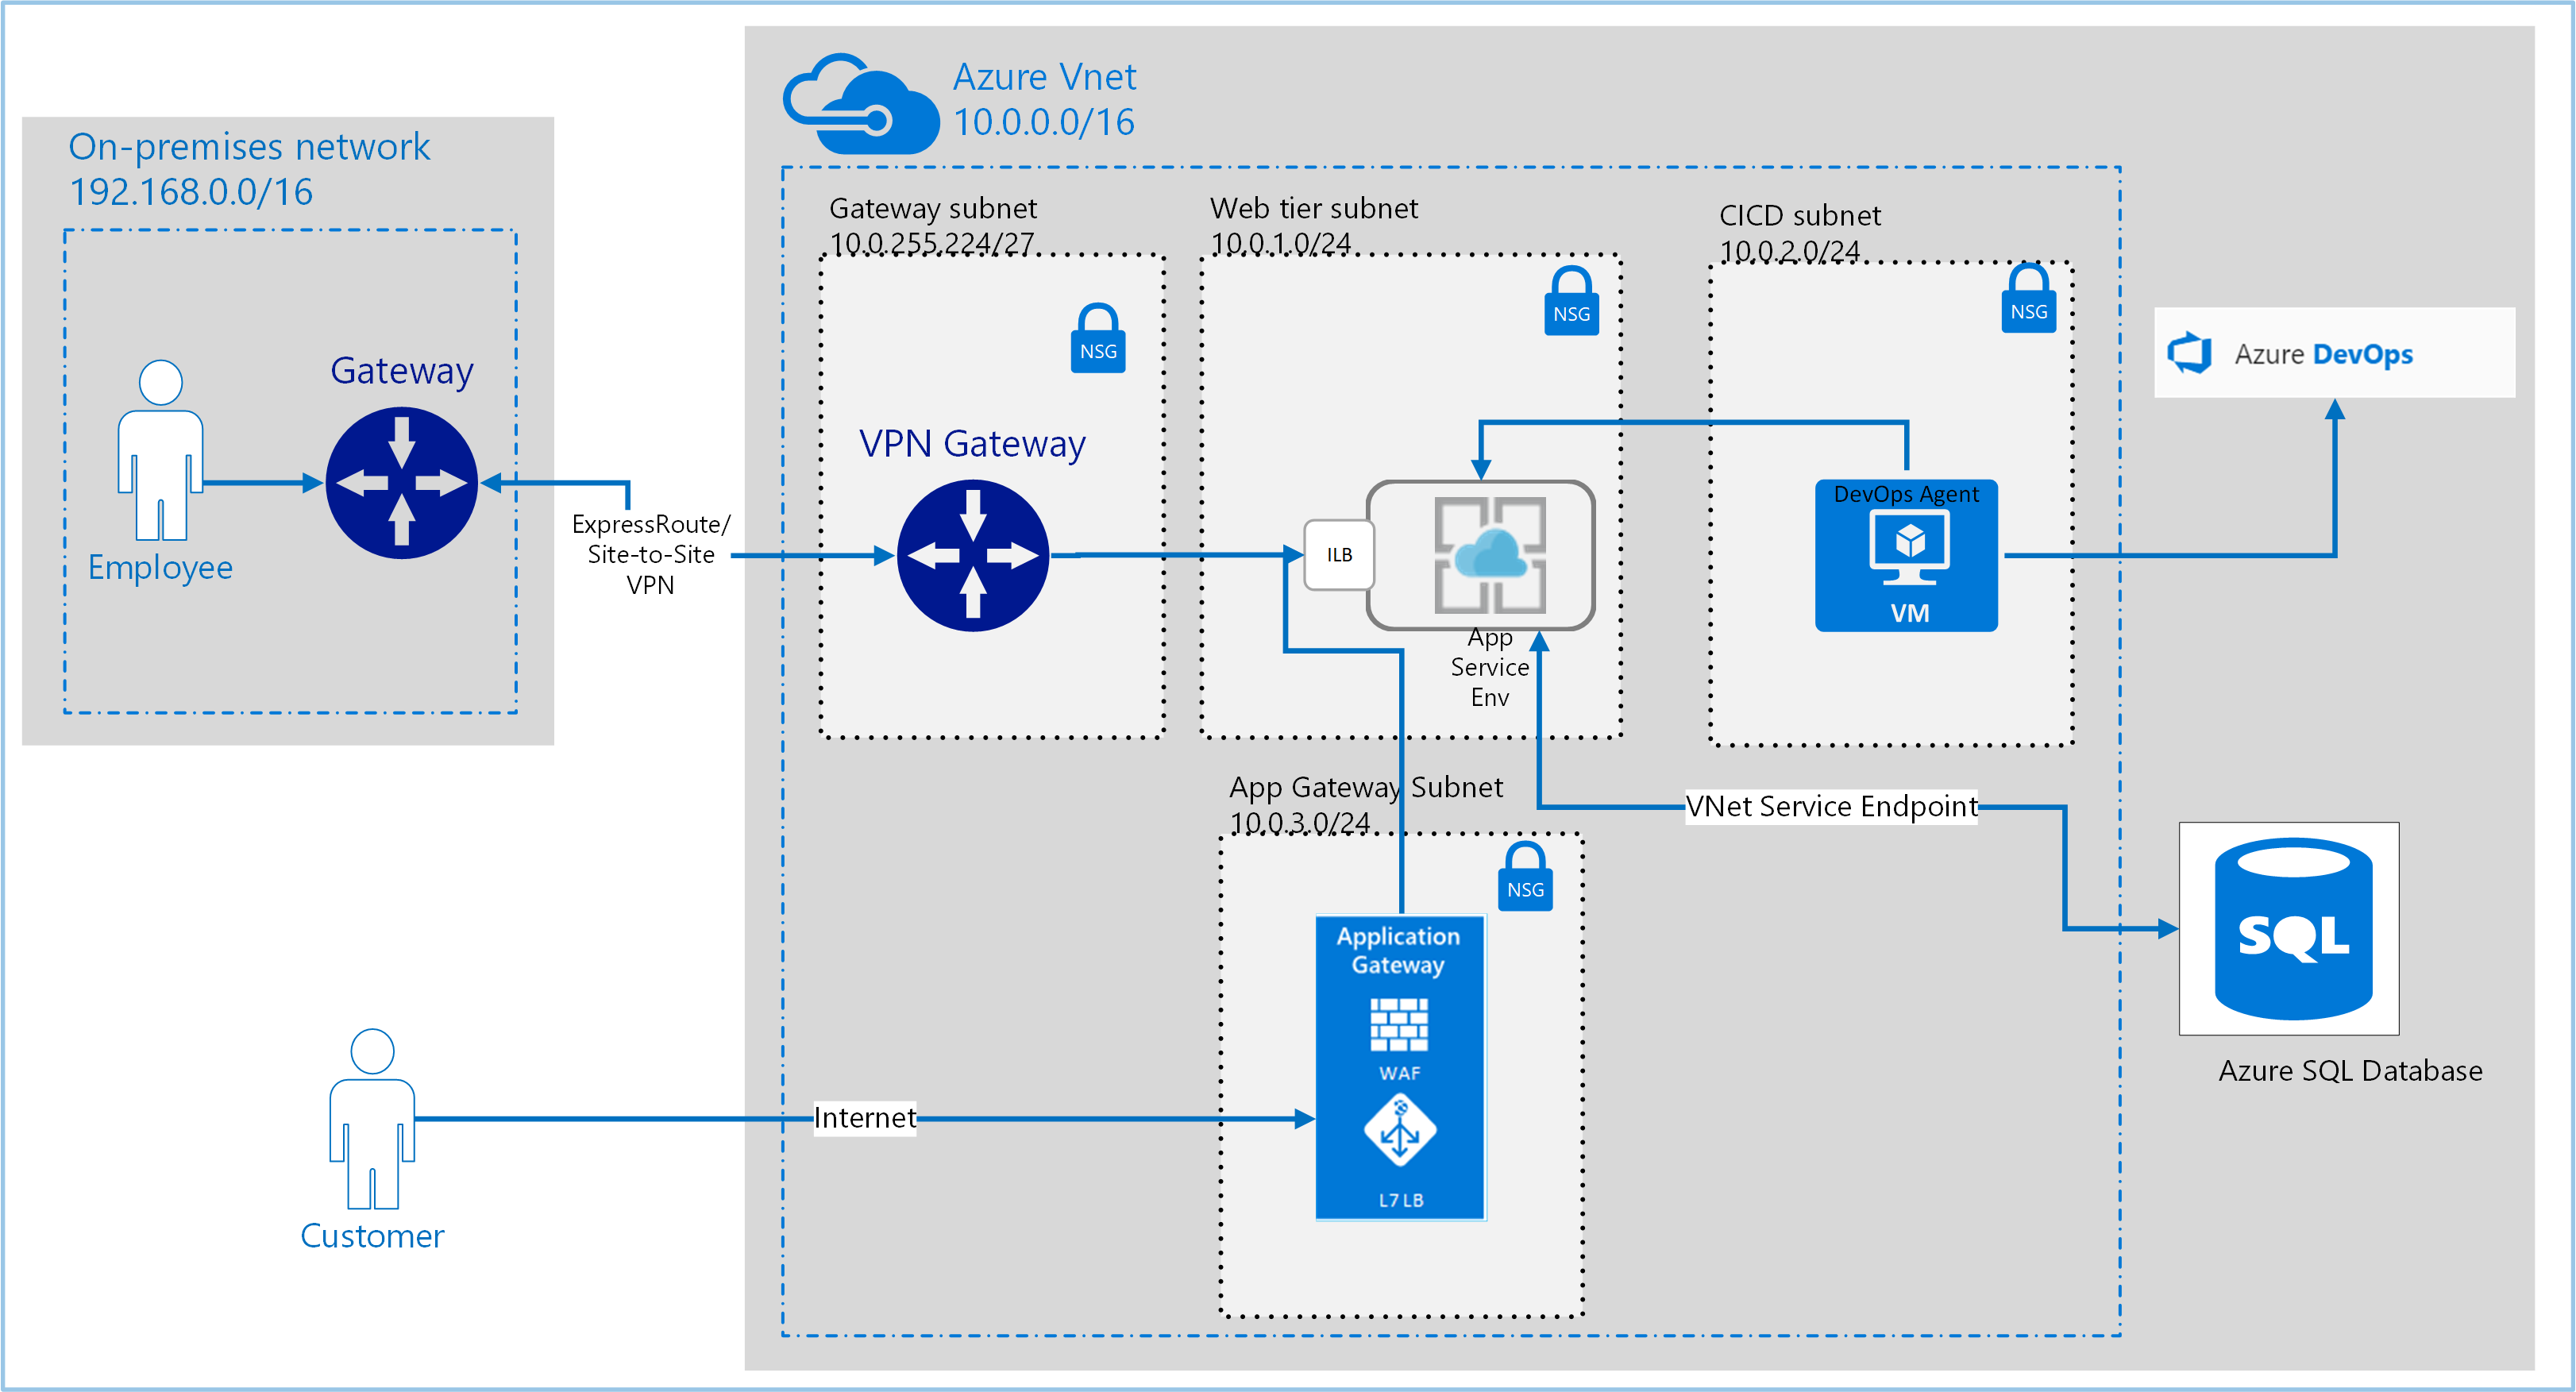 Azure Vnet
10.0.0.0/16
On-premises network
192.168.0.0/16
Gateway subnet
10.0.255.224/27
Web tier subnet
10.0.1.0/24
CICD subnet
10.0.2.0/24
NSG
NSG
NSG
Azure DevOps
Gateway
VPN Gateway
Employee
ExpressRoute/
Site-to-Site
VPN
ILB
App
Service
Env
DevOps Agent
VM
App Gateway Subnet
10.0.3.0/24
VNet Service Endpoint
NSG
Application
Gateway
WAF
L7 LB
SQL
Azure SQL Database
Internet
Customer